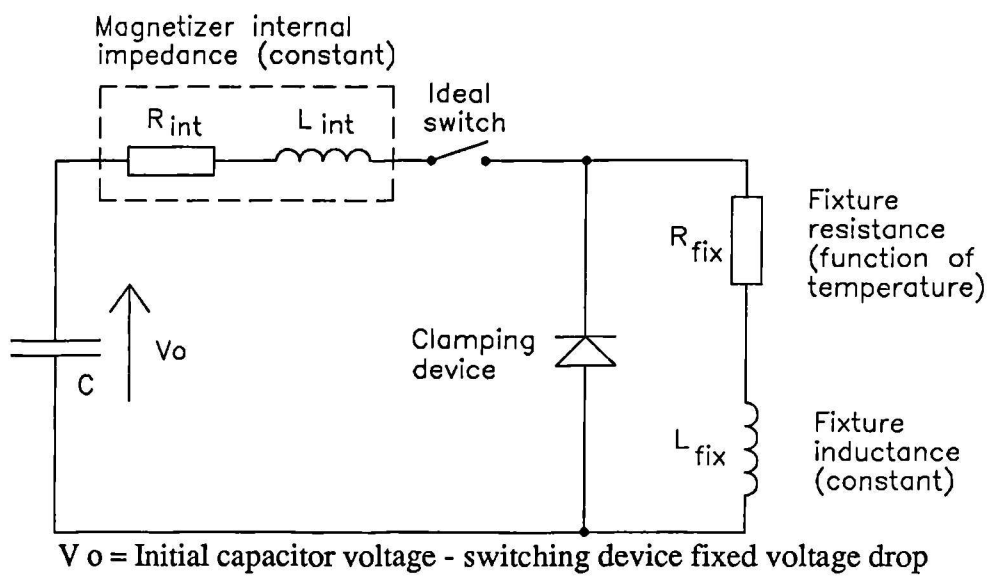 Magnetizer internal
impedance (constant)
R int
L int
Ideal
switch
Fixture
resistance
(function of
temperature)
R fix
Clamping
device
Vo
C
L fix
Fixture
inductance
(constant)
V o = Initial capacitor voltage - switching device fixed voltage drop